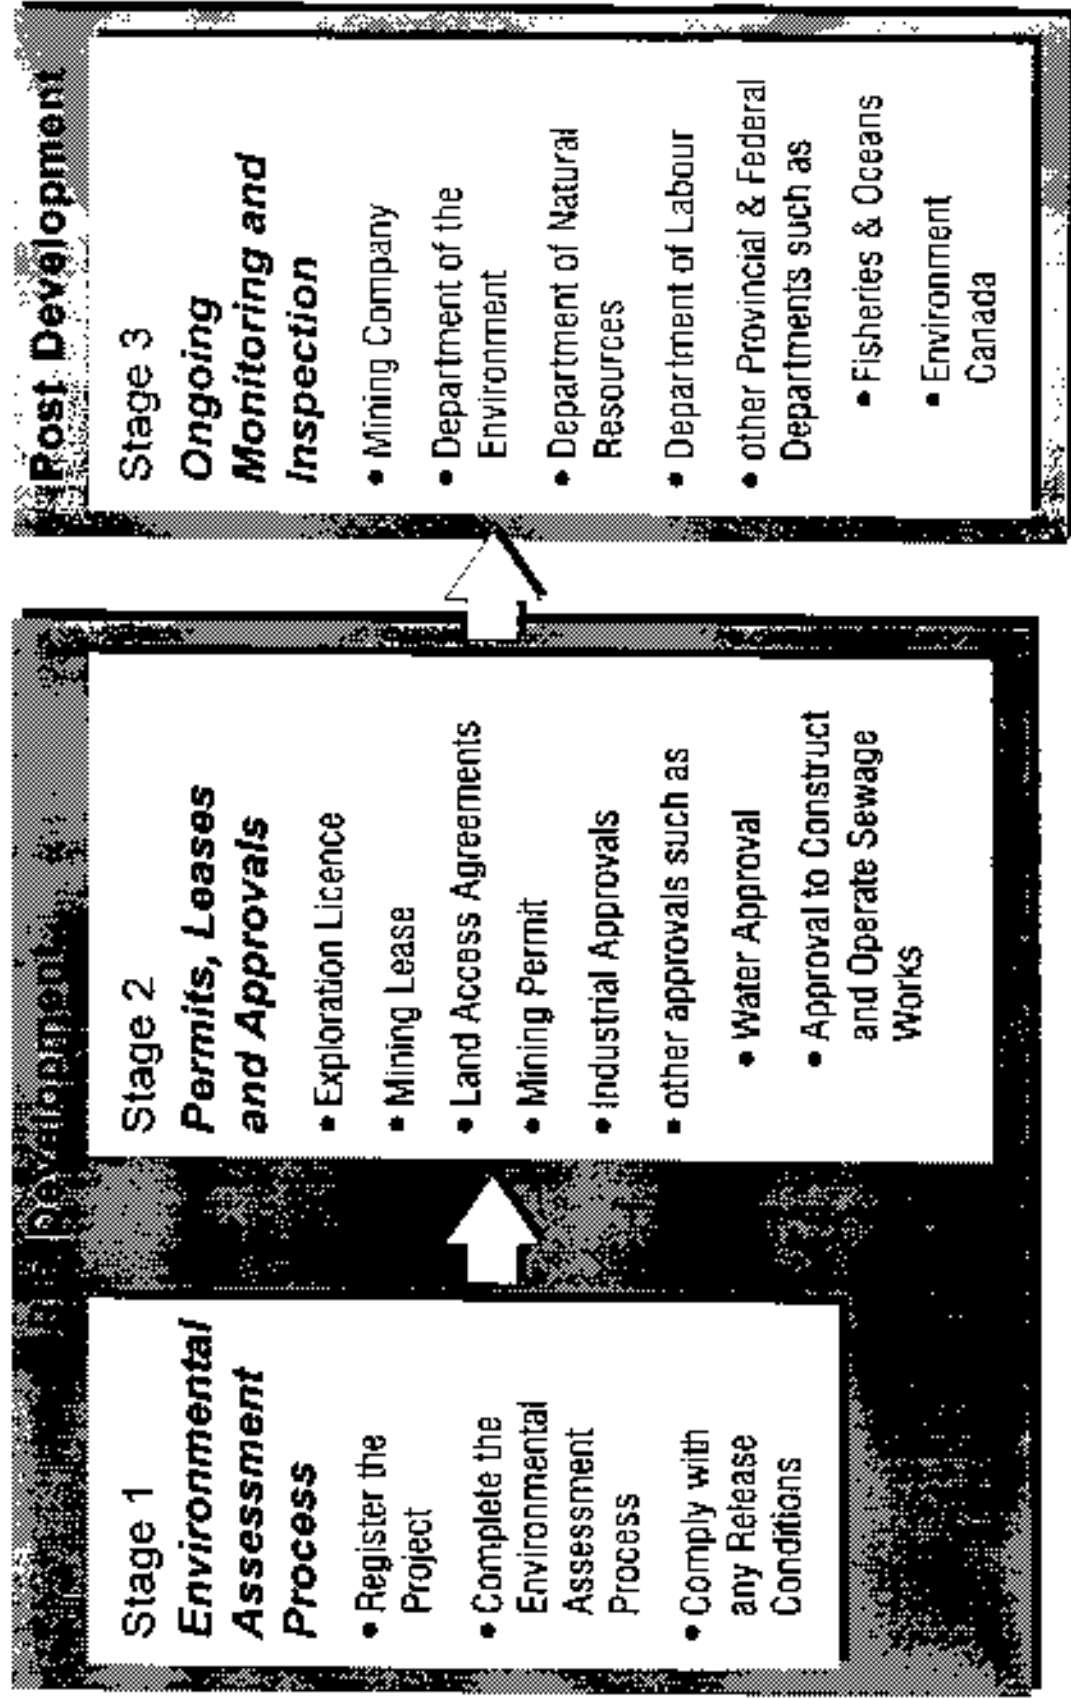 Development
Stage 1
Environmental
Assessment
Process
• Register the
Project
• Complete the
Environmental
Assessment
Process
• Comply with
any Release
Conditions
Stage 2
Permits, Leases
and Approvals
• Exploration Licence
• Mining Lease
• Land Access Agreements
• Mining Permit
• Industrial Approvals
• other approvals such as
• Water Approval
• Approval to Construct
and Operate Sewage
Works
Post Development
Stage 3
Ongoing
Monitoring and
Inspection
• Mining Company
• Department of the
Environment
• Department of Natural
Resources
• Department of Labour
• other Provincial & Federal
Departments such as
• Fisheries & Oceans
• Environment
Canada